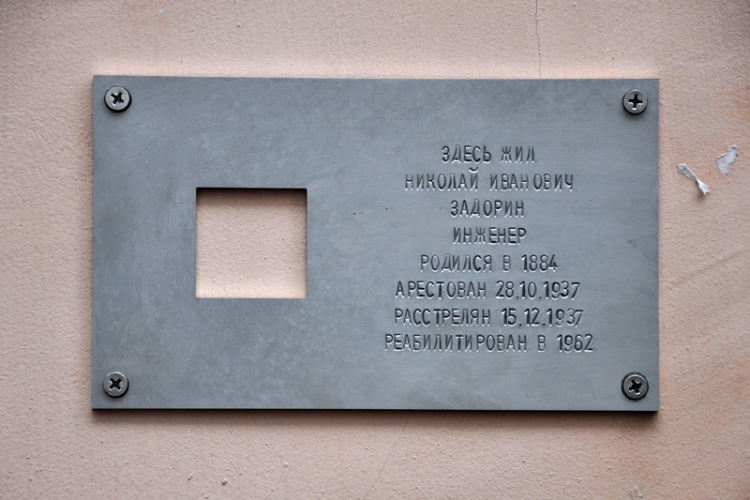 ЗДЕСЬ ЖИЛ
НИКОЛАЙ ИВАНОВИЧ
ЗАДОРИН
ИНЖЕНЕР
РОДИЛСЯ В 1884
АРЕСТОВАН 28.10.1937
РАССТРЕЛЯН 15.12.1937
РЕАБИЛИТИРОВАН В 1962